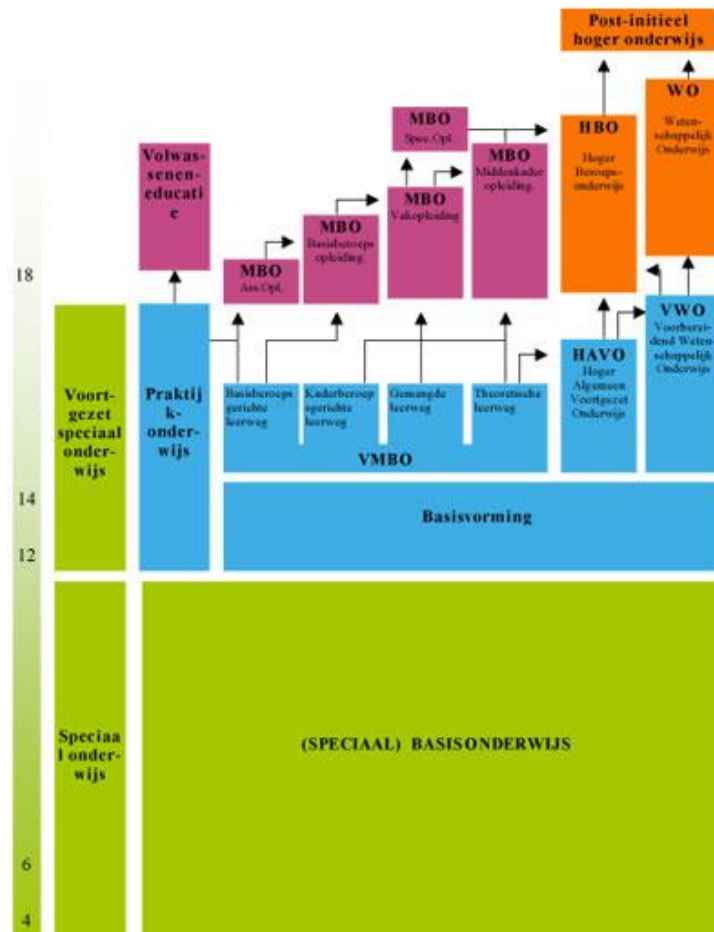 Post-initieel
hoger onderwijs
WO
Weten-
schappelijk
Onderwijs
HBO
Hoger
Beroeps-
onderwijs
MBO
Spec.Opl.
MBO
Middenkader
opleiding.
MBO
Vakopleiding
MBO
Basisberoeps
opleiding.
MBO
Ass.Opl.
Volwas-
senen-
educati
e
18
VWO
Voorberei-
dend Weten-
schappelijk
Onderwijs
HAVO
Hoger
Algemeen
Voortgezet
Onderwijs
Basisberoeps
gerichte
leerweg
Kaderberoep
sgerichte
leerweg
Gemangde
leerweg
Theoretische
leerweg
VMBO
Praktij
k-
onder-
wijs
Voort-
gezet
speciaal
onder-
wijs
14
Basisvorming
12
Speciaa
l onder-
wijs
(SPECIAAL) BASISONDERWIJS
6
4